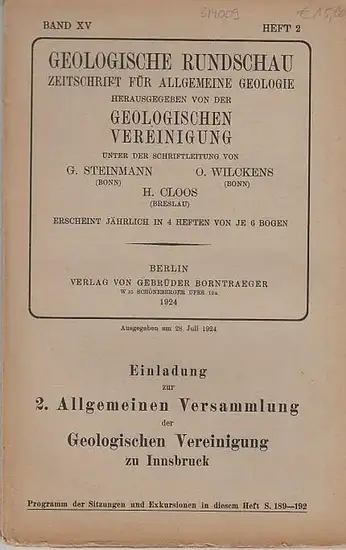 BAND XV HEFT 2
GEOLOGISCHE RUNDSCHAU
ZEITSCHRIFT FÜR ALLGEMEINE GEOLOGIE
HERAUSGEGEBEN VON DER
GEOLOGISCHEN
VEREINIGUNG
UNTER DER SCHRIFTLEITUNG VON
G. STEINMANN O. WILCKENS
(BONN) (BONN)
H. CLOOS
(BRESLAU)
ERSCHEINT JÄHRLICH IN 4 HEFTEN VON JE 6 BOGEN
BERLIN
VERLAG VON GEBRÜDER BORNTRAEGER
W 35 SCHÖNEBERGER UFER 12a
1924
Ausgegeben am 28. Juli 1924
Einladung
zur
2. Allgemeinen Versammlung
der
Geologischen Vereinigung
zu Innsbruck
Programm der Sitzungen und Exkursionen in diesem Heft S. 189—192